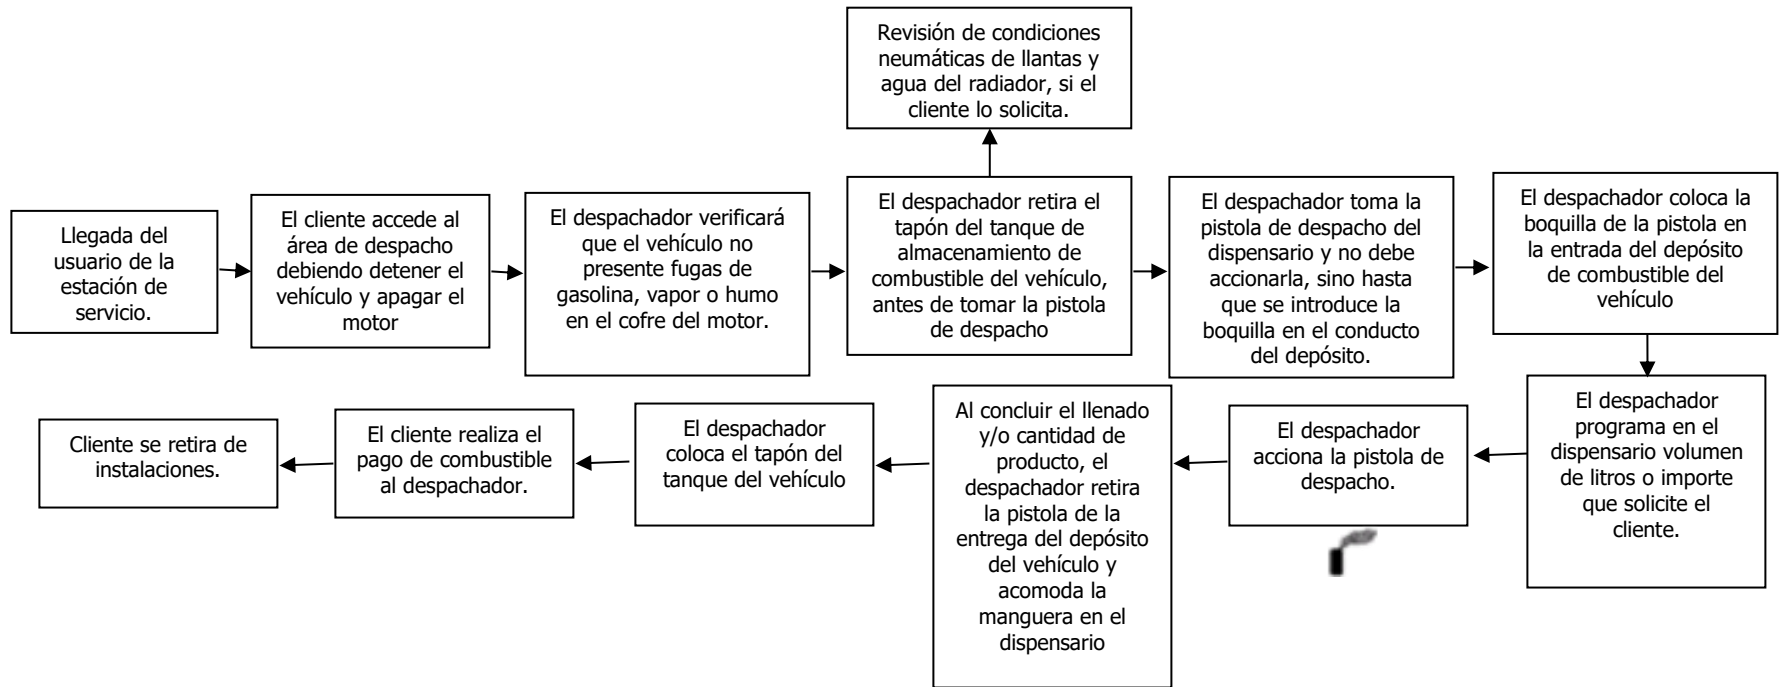 Revisión de condiciones
neumáticas de llantas y
agua del radiador, si el
cliente lo solicita.
Llegada del
usuario de la
estación de
servicio.
El cliente accede al
área de despacho
debiendo detener el
vehículo y apagar el
motor
El despachador verificará
que el vehículo no
presente fugas de
gasolina, vapor o humo
en el cofre del motor.
El despachador retira el
tapón del tanque de
almacenamiento de
combustible del vehículo,
antes de tomar la pistola
de despacho
El despachador toma la
pistola de despacho del
dispensario y no debe
accionarla, sino hasta
que se introduce la
boquilla en el conducto
del depósito.
El despachador coloca la
boquilla de la pistola en
la entrada del depósito
de combustible del
vehículo
El despachador
programa en el
dispensario volumen
de litros o importe
que solicite el
cliente.
El despachador
acciona la pistola de
despacho.
Al concluir el llenado
y/o cantidad de
producto, el
despachador retira
la pistola de la
entrega del depósito
del vehículo y
acomoda la
manguera en el
dispensario
El despachador
coloca el tapón del
tanque del vehículo
El cliente realiza el
pago de combustible
al despachador.
Cliente se retira de
instalaciones.